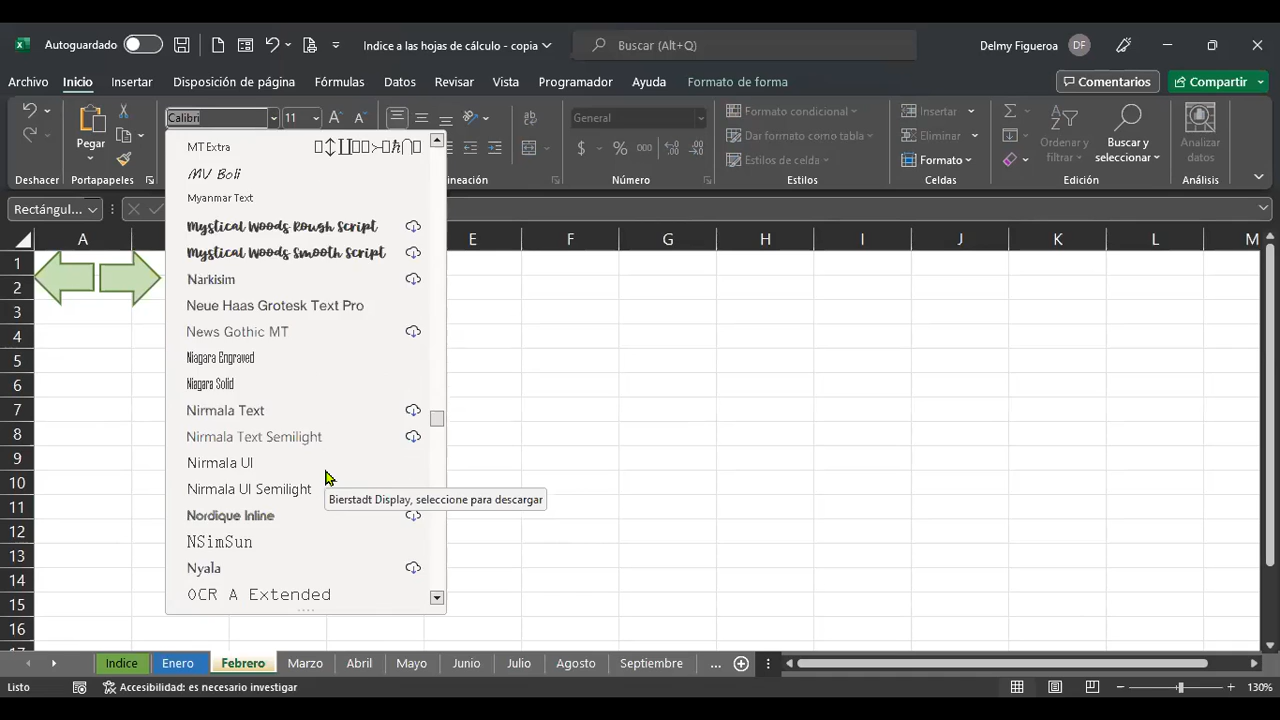 Autoguardado
Indice a las hojas de cálculo - copia
Buscar (Alt+Q)
Delmy Figueroa
DF
Archivo
Inicio
Insertar
Disposición de página
Fórmulas
Datos
Revisar
Vista
Programador
Ayuda
Formato de forma
Comentarios
Compartir
Pegar
Calibri
11
General
Formato condicional
Dar formato como tabla
Estilos de celda
Insertar
Eliminar
Formato
Ordenar y
filtrar
Buscar y
seleccionar
Analizar
datos
Deshacer
Portapapeles
lineación
Número
Estilos
Celdas
Edición
Análisis
Rectángul...
MT Extra
MV Boli
Myanmar Text
Mystical Woods Rough Script
Mystical Woods Smooth Script
Narkisim
Neue Haas Grotesk Text Pro
News Gothic MT
Niagara Engraved
Niagara Solid
Nirmala Text
Nirmala Text Semilight
Nirmala UI
Nirmala UI Semilight
Bierstadt Display, seleccione para descargar
Nordique Inline
NSimSun
Nyala
OCR A Extended
A E F G H I J K L M
1
2
3
4
5
6
7
8
9
10
11
12
13
14
15
16
Indice
Enero
Febrero
Marzo
Abril
Mayo
Junio
Julio
Agosto
Septiembre
...
Listo
Accesibilidad: es necesario investigar
130%